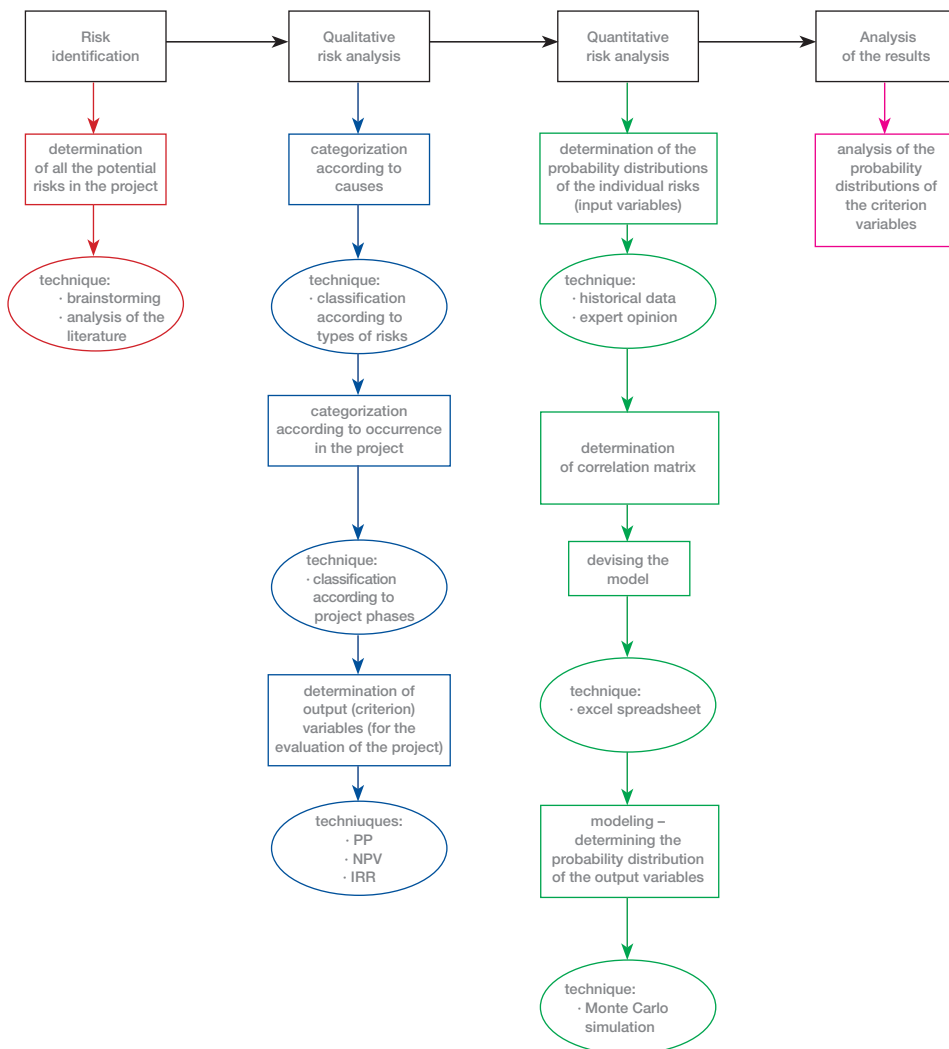 Risk
identification
Qualitative
risk analysis
Quantitative
risk analysis
Analysis
of the results
determination
of all the potential
risks in the project
technique:
· brainstorming
· analysis of the
literature
categorization
according to
causes
technique:
· classification
according to
types of risks
categorization
according to occurrence
in the project
technique:
· classification
according to
project phases
determination of
output (criterion)
variables (for the
evaluation of the project)
techniuques:
· PP
· NPV
· IRR
determination of the
probability distributions
of the individual risks
(input variables)
technique:
· historical data
· expert opinion
determination
of correlation matrix
devising the
model
technique:
· excel spreadsheet
modeling –
determining the
probability distribution
of the output variables
technique:
· Monte Carlo
simulation
analysis of the
probability
distributions of
the criterion
variables